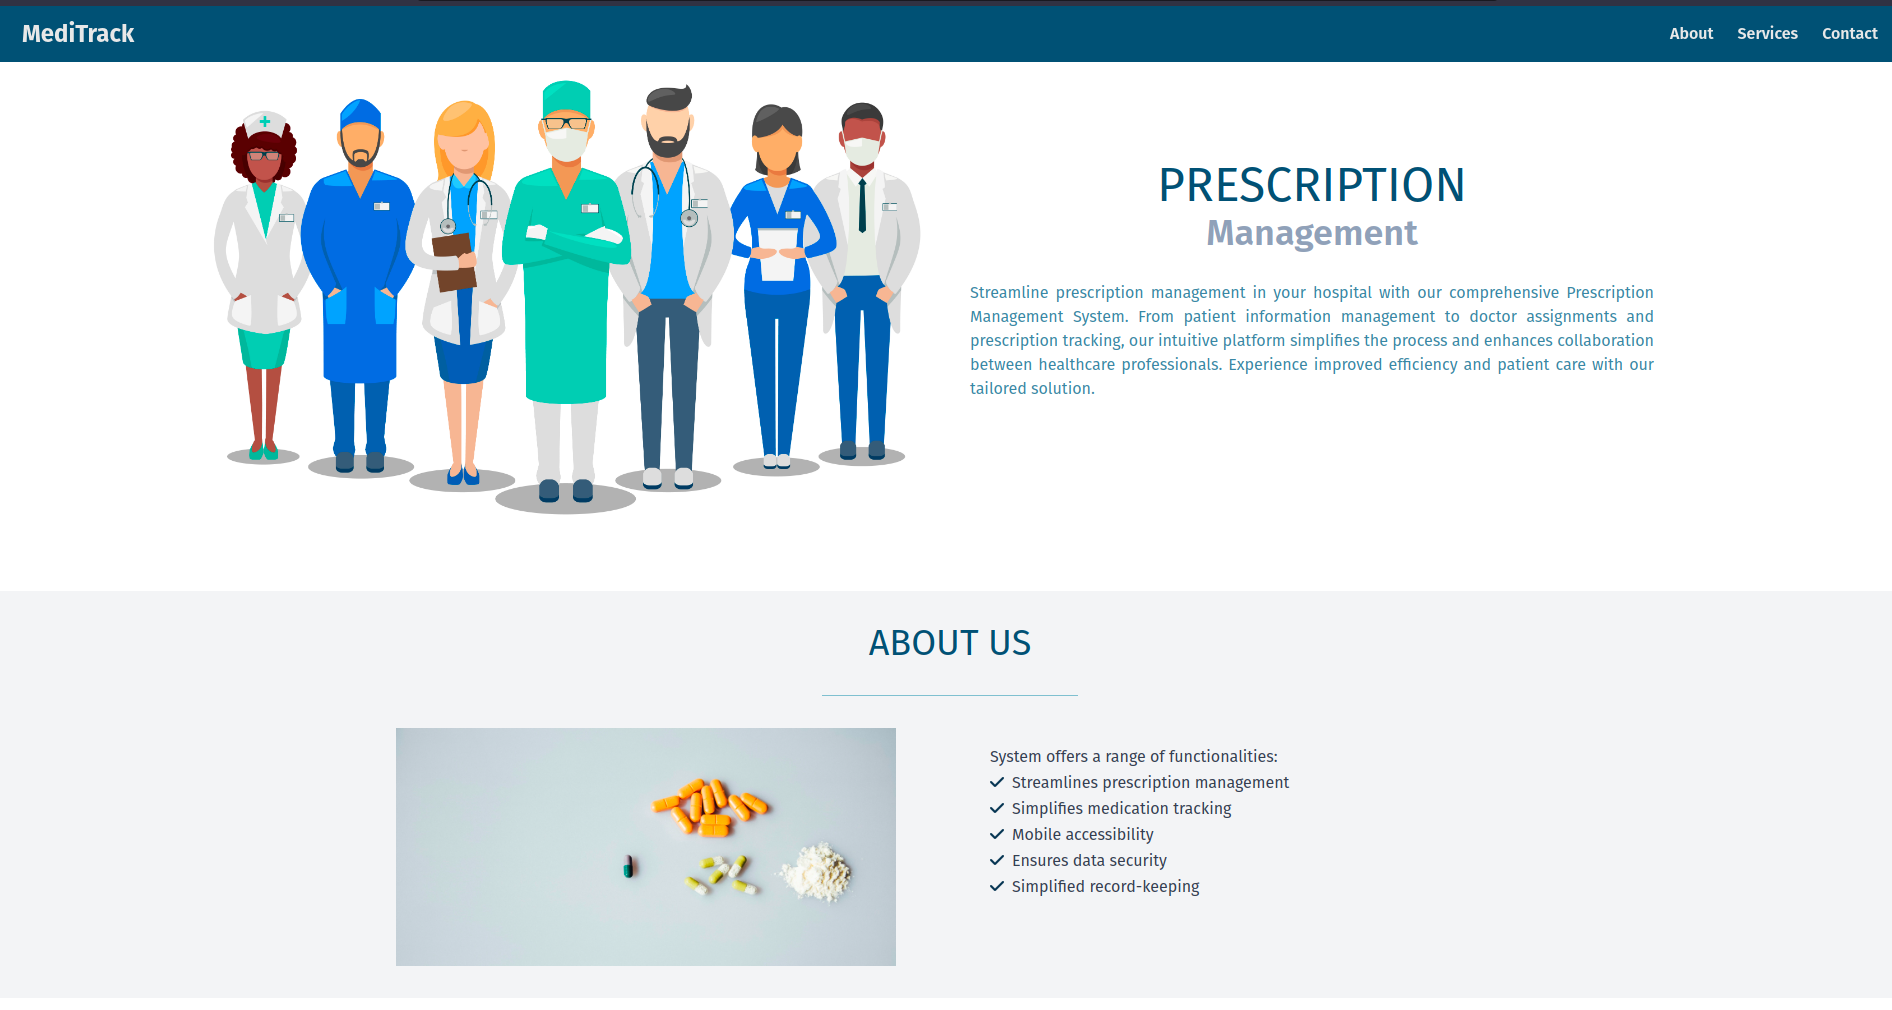 MediTrack
About Services Contact
PRESCRIPTION
Management
Streamline prescription management in your hospital with our comprehensive Prescription
Management System. From patient information management to doctor assignments and
prescription tracking, our intuitive platform simplifies the process and enhances collaboration
between healthcare professionals. Experience improved efficiency and patient care with our
tailored solution.
ABOUT US
System offers a range of functionalities:
Streamlines prescription management
Simplifies medication tracking
Mobile accessibility
Ensures data security
Simplified record-keeping